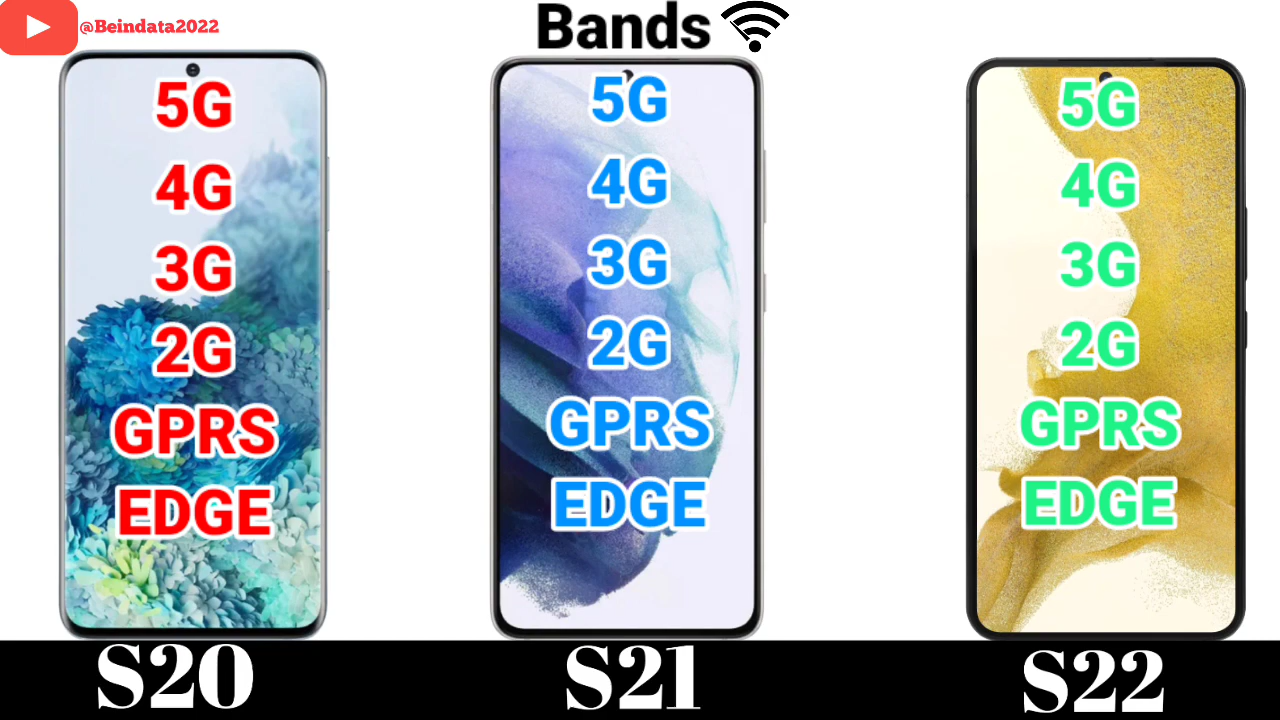 @Beindata2022
Bands
5G
4G
3G
2G
GPRS
EDGE
S20
5G
4G
3G
2G
GPRS
EDGE
S21
5G
4G
3G
2G
GPRS
EDGE
S22